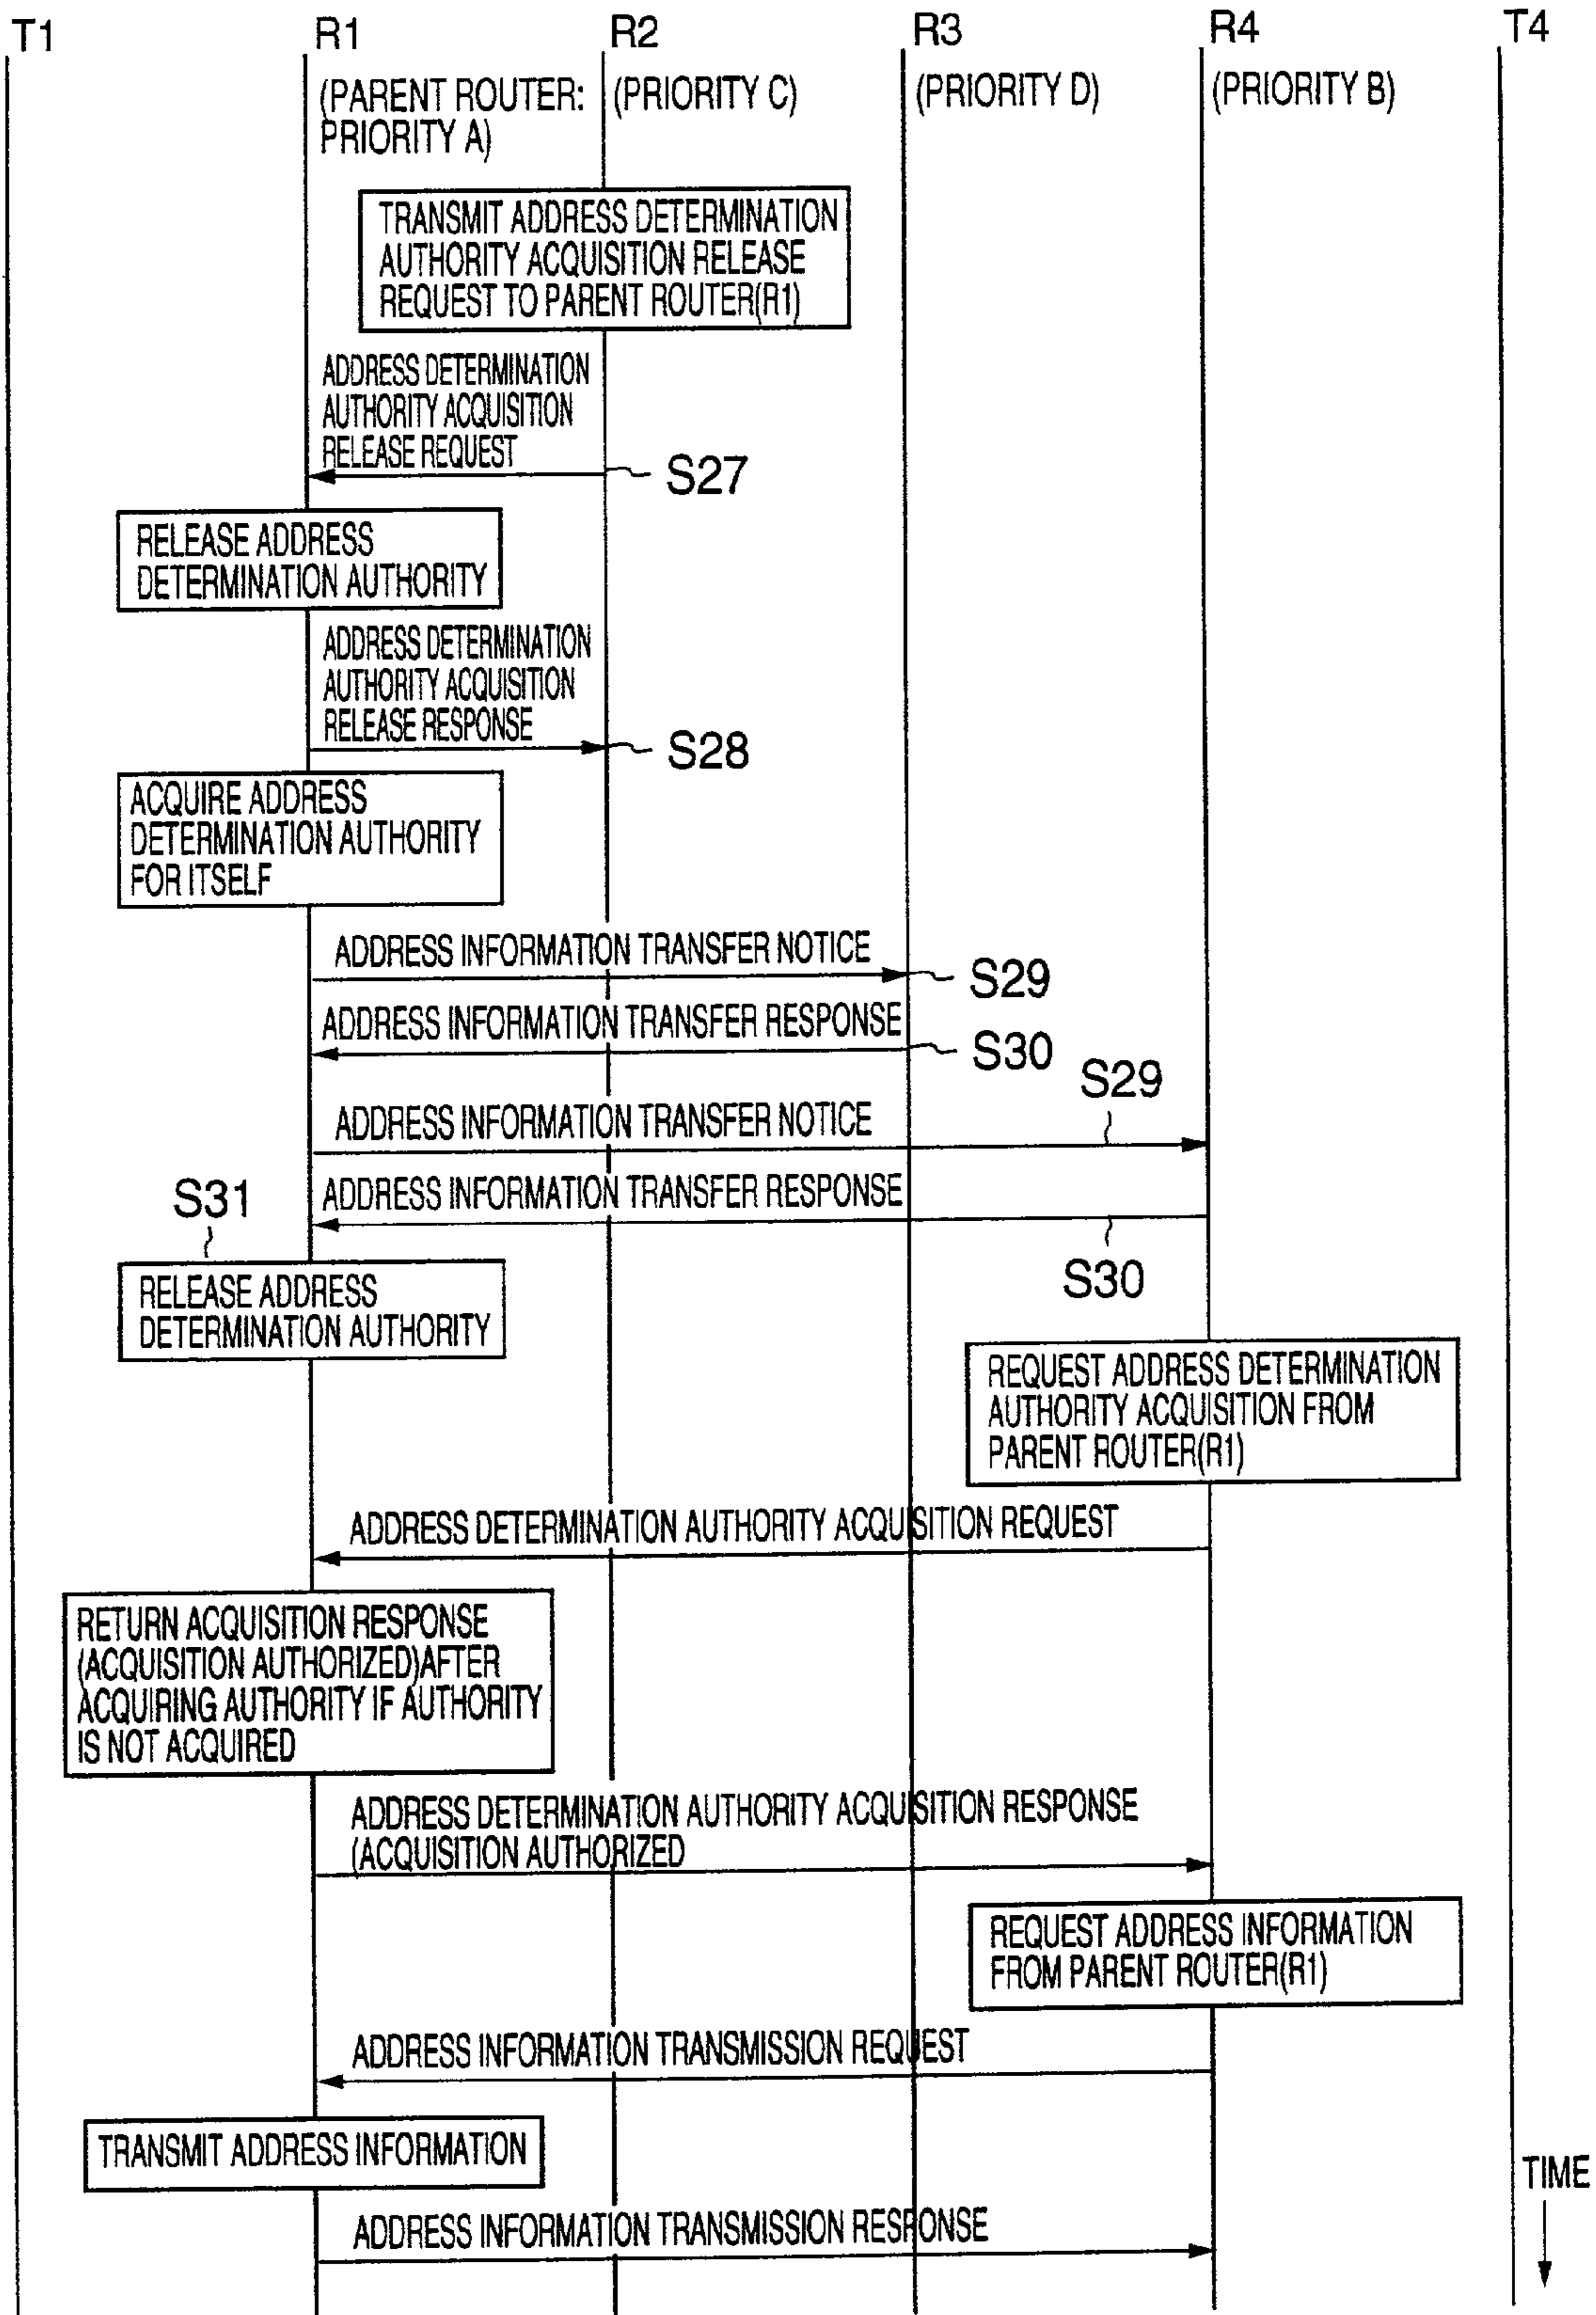 T1
R1
R2
R3
R4
T4
(PARENT ROUTER:
PRIORITY A)
(PRIORITY C)
(PRIORITY D)
(PRIORITY B)
TRANSMIT ADDRESS DETERMINATION
AUTHORITY ACQUISITION RELEASE
REQUEST TO PARENT ROUTER(R1)
ADDRESS DETERMINATION
AUTHORITY ACQUISITION
RELEASE REQUEST
S27
RELEASE ADDRESS
DETERMINATION AUTHORITY
ADDRESS DETERMINATION
AUTHORITY ACQUISITION
RELEASE RESPONSE
S28
ACQUIRE ADDRESS
DETERMINATION AUTHORITY
FOR ITSELF
ADDRESS INFORMATION TRANSFER NOTICE
S29
ADDRESS INFORMATION TRANSFER RESPONSE
S30
S29
ADDRESS INFORMATION TRANSFER NOTICE
S31
ADDRESS INFORMATION TRANSFER RESPONSE
S30
RELEASE ADDRESS
DETERMINATION AUTHORITY
REQUEST ADDRESS DETERMINATION
AUTHORITY ACQUISITION FROM
PARENT ROUTER(R1)
ADDRESS DETERMINATION AUTHORITY ACQUISITION REQUEST
RETURN ACQUISITION RESPONSE
(ACQUISITION AUTHORIZED)AFTER
ACQUIRING AUTHORITY IF AUTHORITY
IS NOT ACQUIRED
ADDRESS DETERMINATION AUTHORITY ACQUISITION RESPONSE
(ACQUISITION AUTHORIZED
REQUEST ADDRESS INFORMATION
FROM PARENT ROUTER(R1)
ADDRESS INFORMATION TRANSMISSION REQUEST
TRANSMIT ADDRESS INFORMATION
TIME
ADDRESS INFORMATION TRANSMISSION RESPONSE